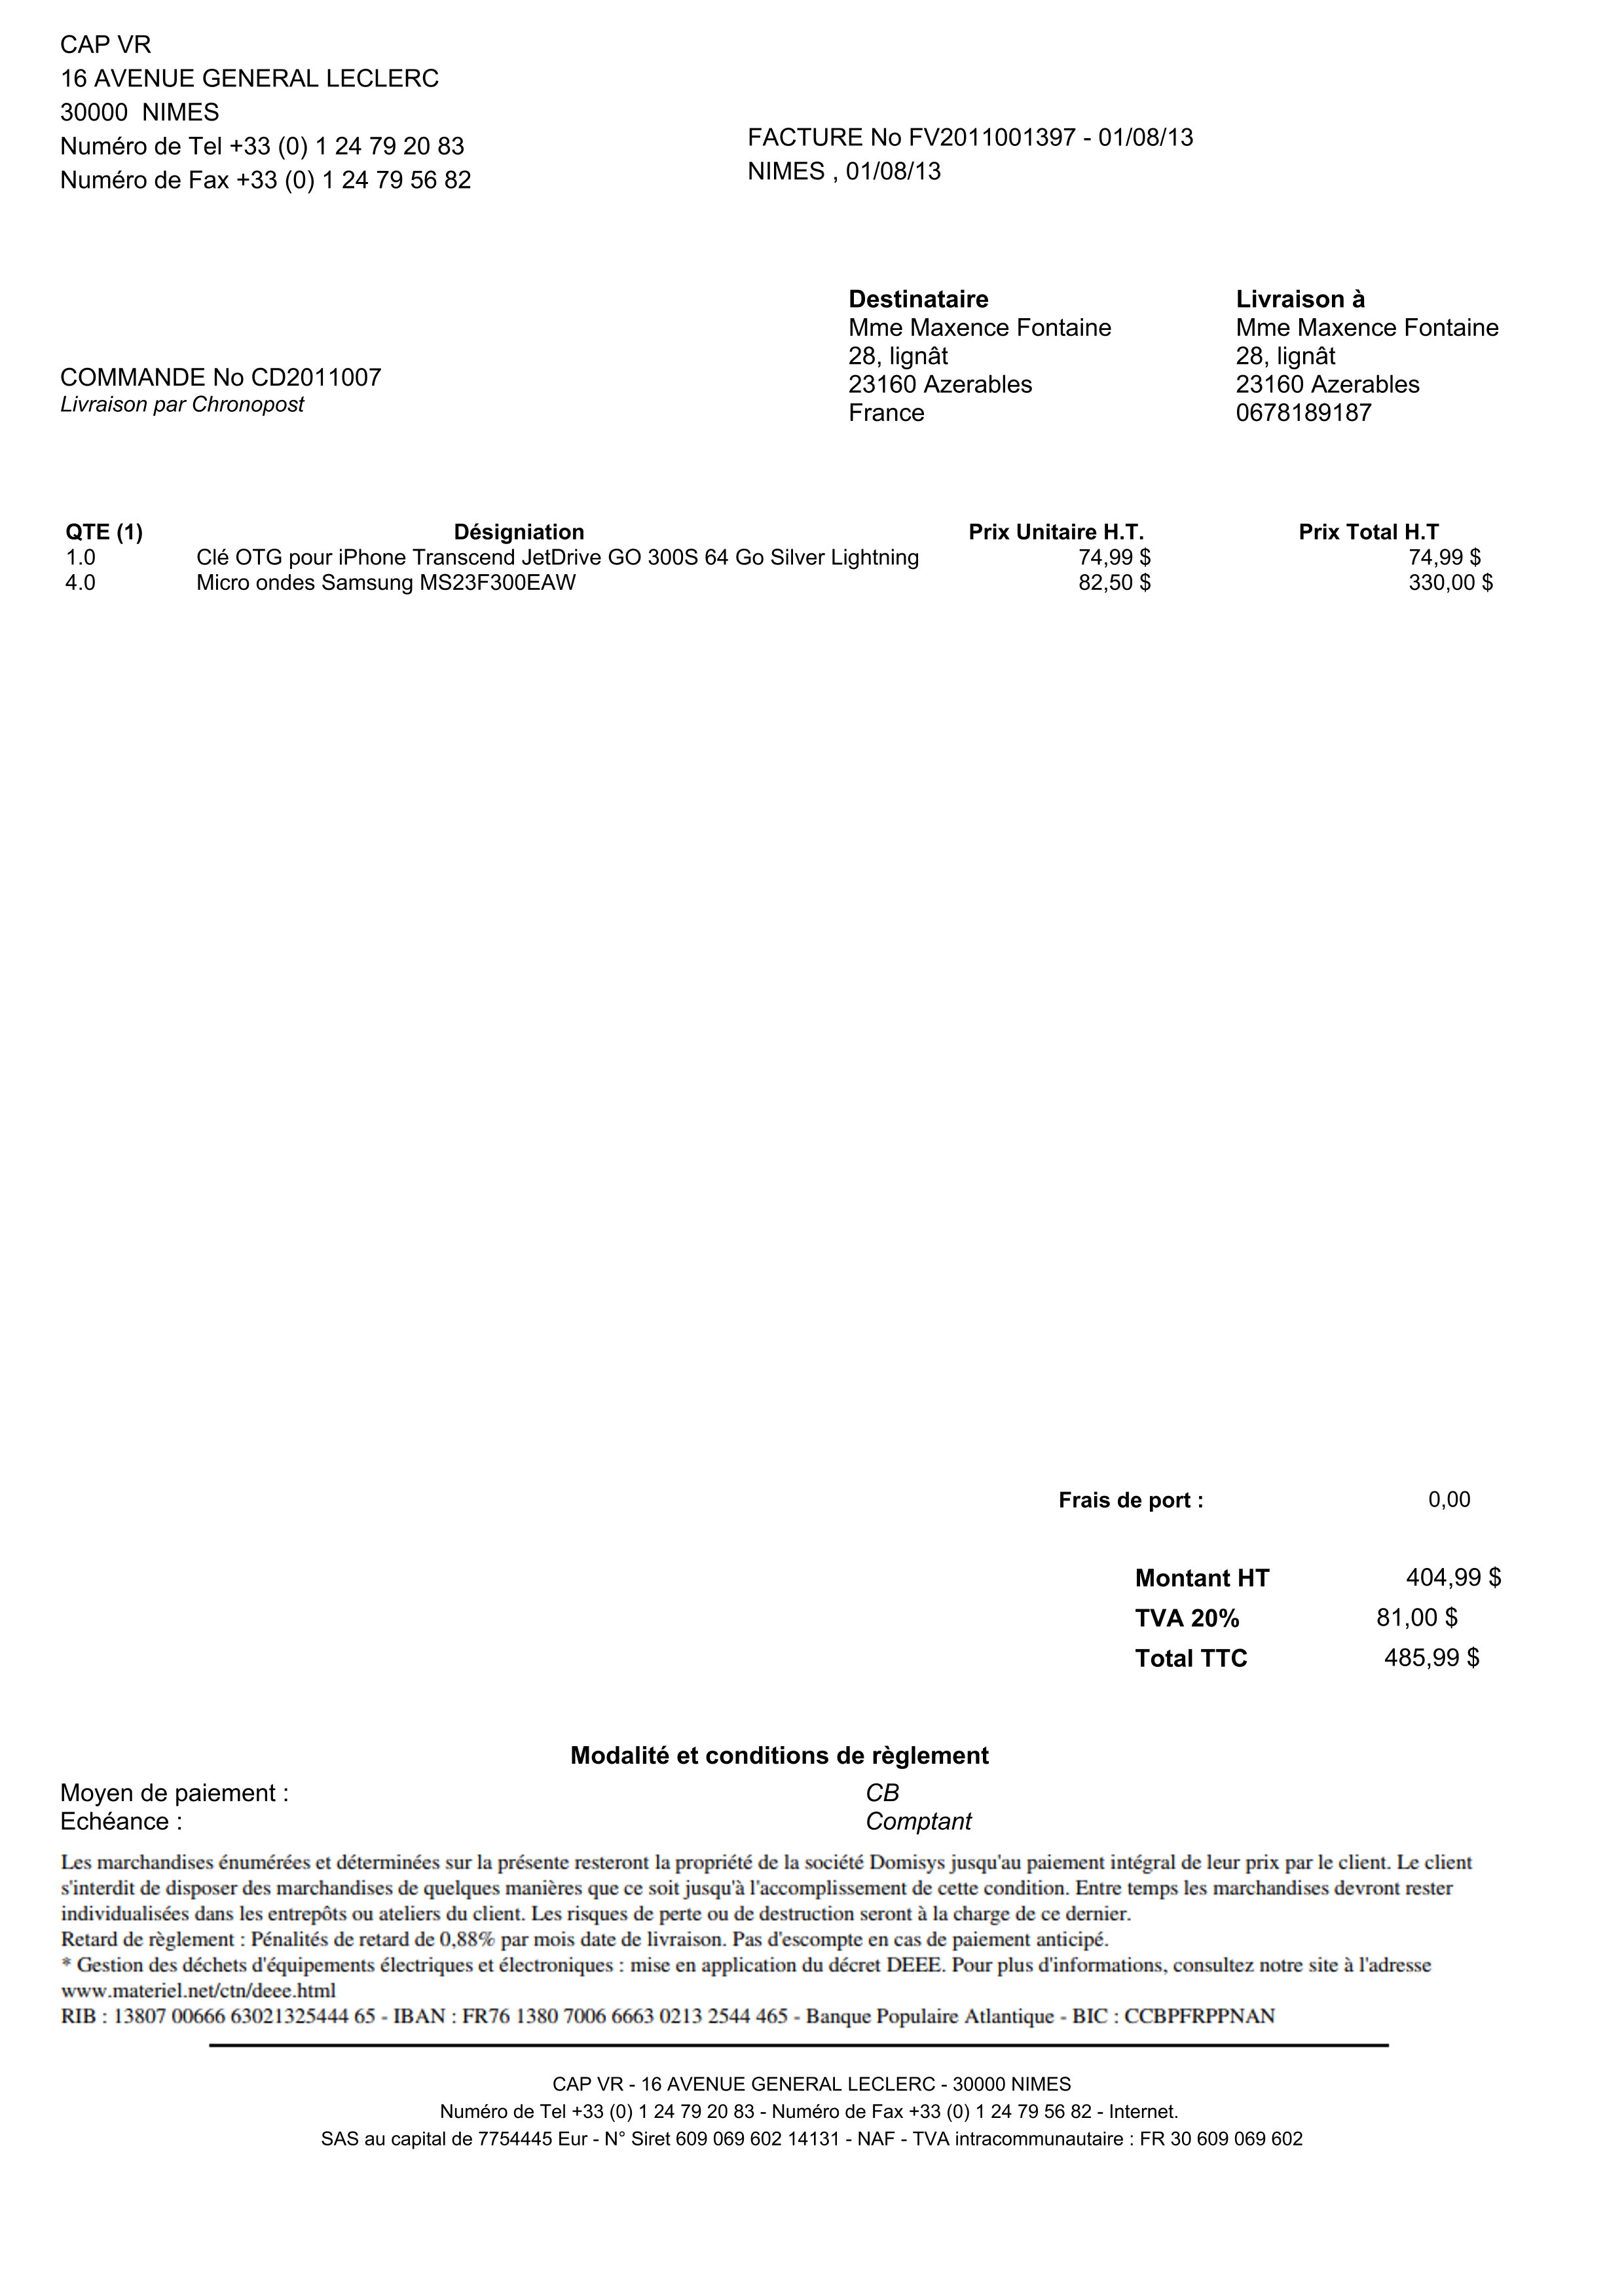 CAP VR
16 AVENUE GENERAL LECLERC
30000 NIMES
Numéro de Tel +33 (0) 1 24 79 20 83
Numéro de Fax +33 (0) 1 24 79 56 82
FACTURE No FV2011001397 - 01/08/13
NIMES , 01/08/13
COMMANDE No CD2011007
Livraison par Chronopost
Destinataire
Mme Maxence Fontaine
28, lignât
23160 Azerables
France
Livraison à
Mme Maxence Fontaine
28, lignât
23160 Azerables
0678189187
QTE (1) Désigniation Prix Unitaire H.T. Prix Total H.T
1.0 Clé OTG pour iPhone Transcend JetDrive GO 300S 64 Go Silver Lightning 74,99 $ 74,99 $
4.0 Micro ondes Samsung MS23F300EAW 82,50 $ 330,00 $
Frais de port : 0,00
Montant HT 404,99 $
TVA 20% 81,00 $
Total TTC 485,99 $
Modalité et conditions de règlement
Moyen de paiement : CB
Echéance : Comptant
Les marchandises énumérées et déterminées sur la présente resteront la propriété de la société Domisys jusqu'au paiement intégral de leur prix par le client. Le client
s'interdit de disposer des marchandises de quelques manières que ce soit jusqu'à l'accomplissement de cette condition. Entre temps les marchandises devront rester
individualisées dans les entrepôts ou ateliers du client. Les risques de perte ou de destruction seront à la charge de ce dernier.
Retard de règlement : Pénalités de retard de 0,88% par mois date de livraison. Pas d'escompte en cas de paiement anticipé.
* Gestion des déchets d'équipements électriques et électroniques : mise en application du décret DEEE. Pour plus d'informations, consultez notre site à l'adresse
www.materiel.net/ctn/deee.html
RIB : 13807 00666 63021325444 65 - IBAN : FR76 1380 7006 6663 0213 2544 465 - Banque Populaire Atlantique - BIC : CCBPFRPPNAN
CAP VR - 16 AVENUE GENERAL LECLERC - 30000 NIMES
Numéro de Tel +33 (0) 1 24 79 20 83 - Numéro de Fax +33 (0) 1 24 79 56 82 - Internet.
SAS au capital de 7754445 Eur - N° Siret 609 069 602 14131 - NAF - TVA intracommunautaire : FR 30 609 069 602